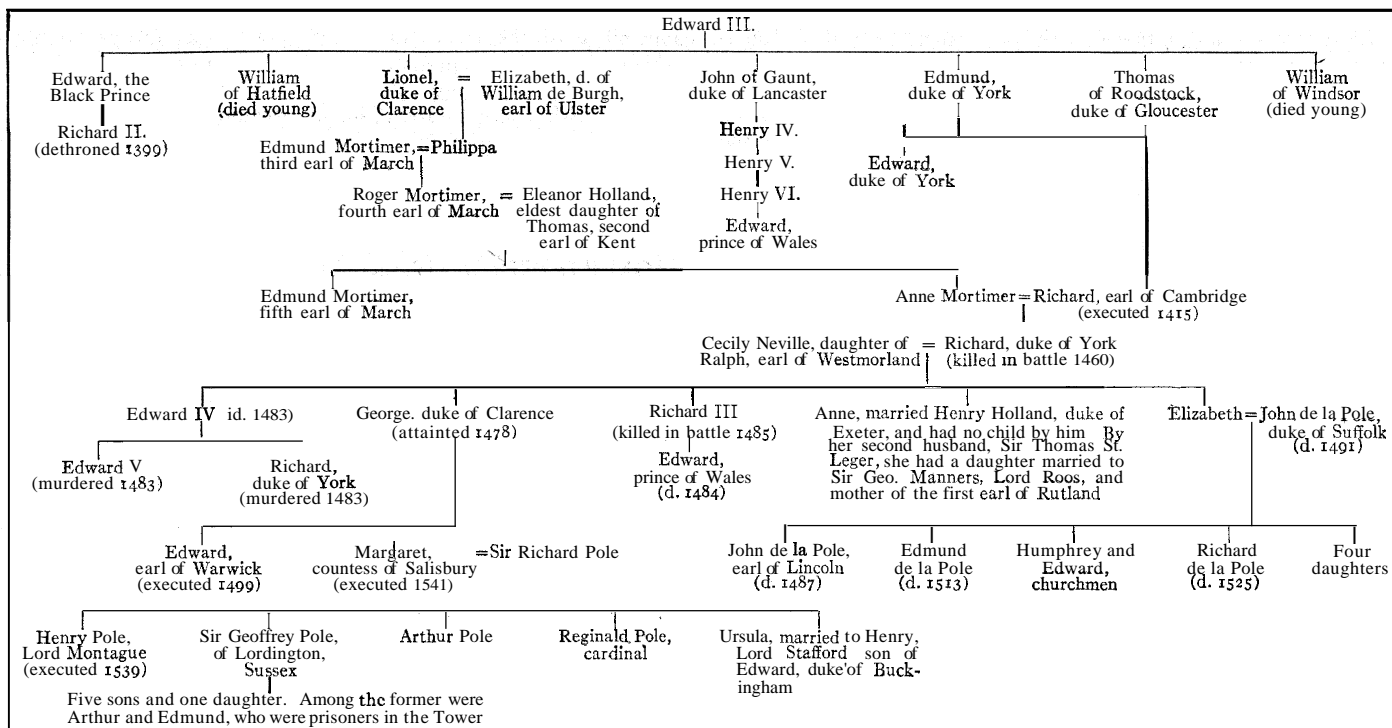 Edward III.
Edward, the
Black Prince
William
of Hatfield
(died young)
Lionel,
duke of
Clarence
=
Elizabeth, d. of
William de Burgh,
earl of Ulster
John of Gaunt,
duke of Lancaster
Edmund,
duke of York
Thomas
of Roodstock,
duke of Gloucester
William
of Windsor
(died young)
Richard II.
(dethroned 1399)
Edmund Mortimer,=Philippa
third earl of March
Henry IV.
Henry V.
Henry VI.
Edward,
prince of Wales
Edward,
duke of York
Roger Mortimer,
fourth earl of March
=
Eleanor Holland,
eldest daughter of
Thomas, second
earl of Kent
Edmund Mortimer,
fifth earl of March
Anne Mortimer=Richard, earl of Cambridge
(executed 1415)
Cecily Neville, daughter of
Ralph, earl of Westmorland
=
Richard, duke of York
(killed in battle 1460)
Edward IV id. 1483)
George. duke of Clarence
(attainted 1478)
Richard III
(killed in battle 1485)
Anne, married Henry Holland, duke of
Exeter, and had no child by him By
her second husband, Sir Thomas St.
Leger, she had a daughter married to
Sir Geo. Manners, Lord Roos, and
mother of the first earl of Rutland
Elizabeth=John de la Pole,
duke of Suffolk
(d. 1491)
Edward V
(murdered 1483)
Richard,
duke of York
(murdered 1483)
Edward,
prince of Wales
(d. 1484)
Edward,
earl of Warwick
(executed 1499)
Margaret,
countess of Salisbury
(executed 1541)
=Sir Richard Pole
John de la Pole,
earl of Lincoln
(d. 1487)
Edmund
de la Pole
(d. 1513)
Humphrey and
Edward,
churchmen
Richard
de la Pole
(d. 1525)
Four
daughters
Henry Pole,
Lord Montague
(executed 1539)
Sir Geoffrey Pole,
of Lordington,
Sussex
Arthur Pole
Reginald Pole,
cardinal
Ursula, married to Henry,
Lord Stafford son of
Edward, duke'of Buck-
ingham
Five sons and one daughter. Among the former were
Arthur and Edmund, who were prisoners in the Tower